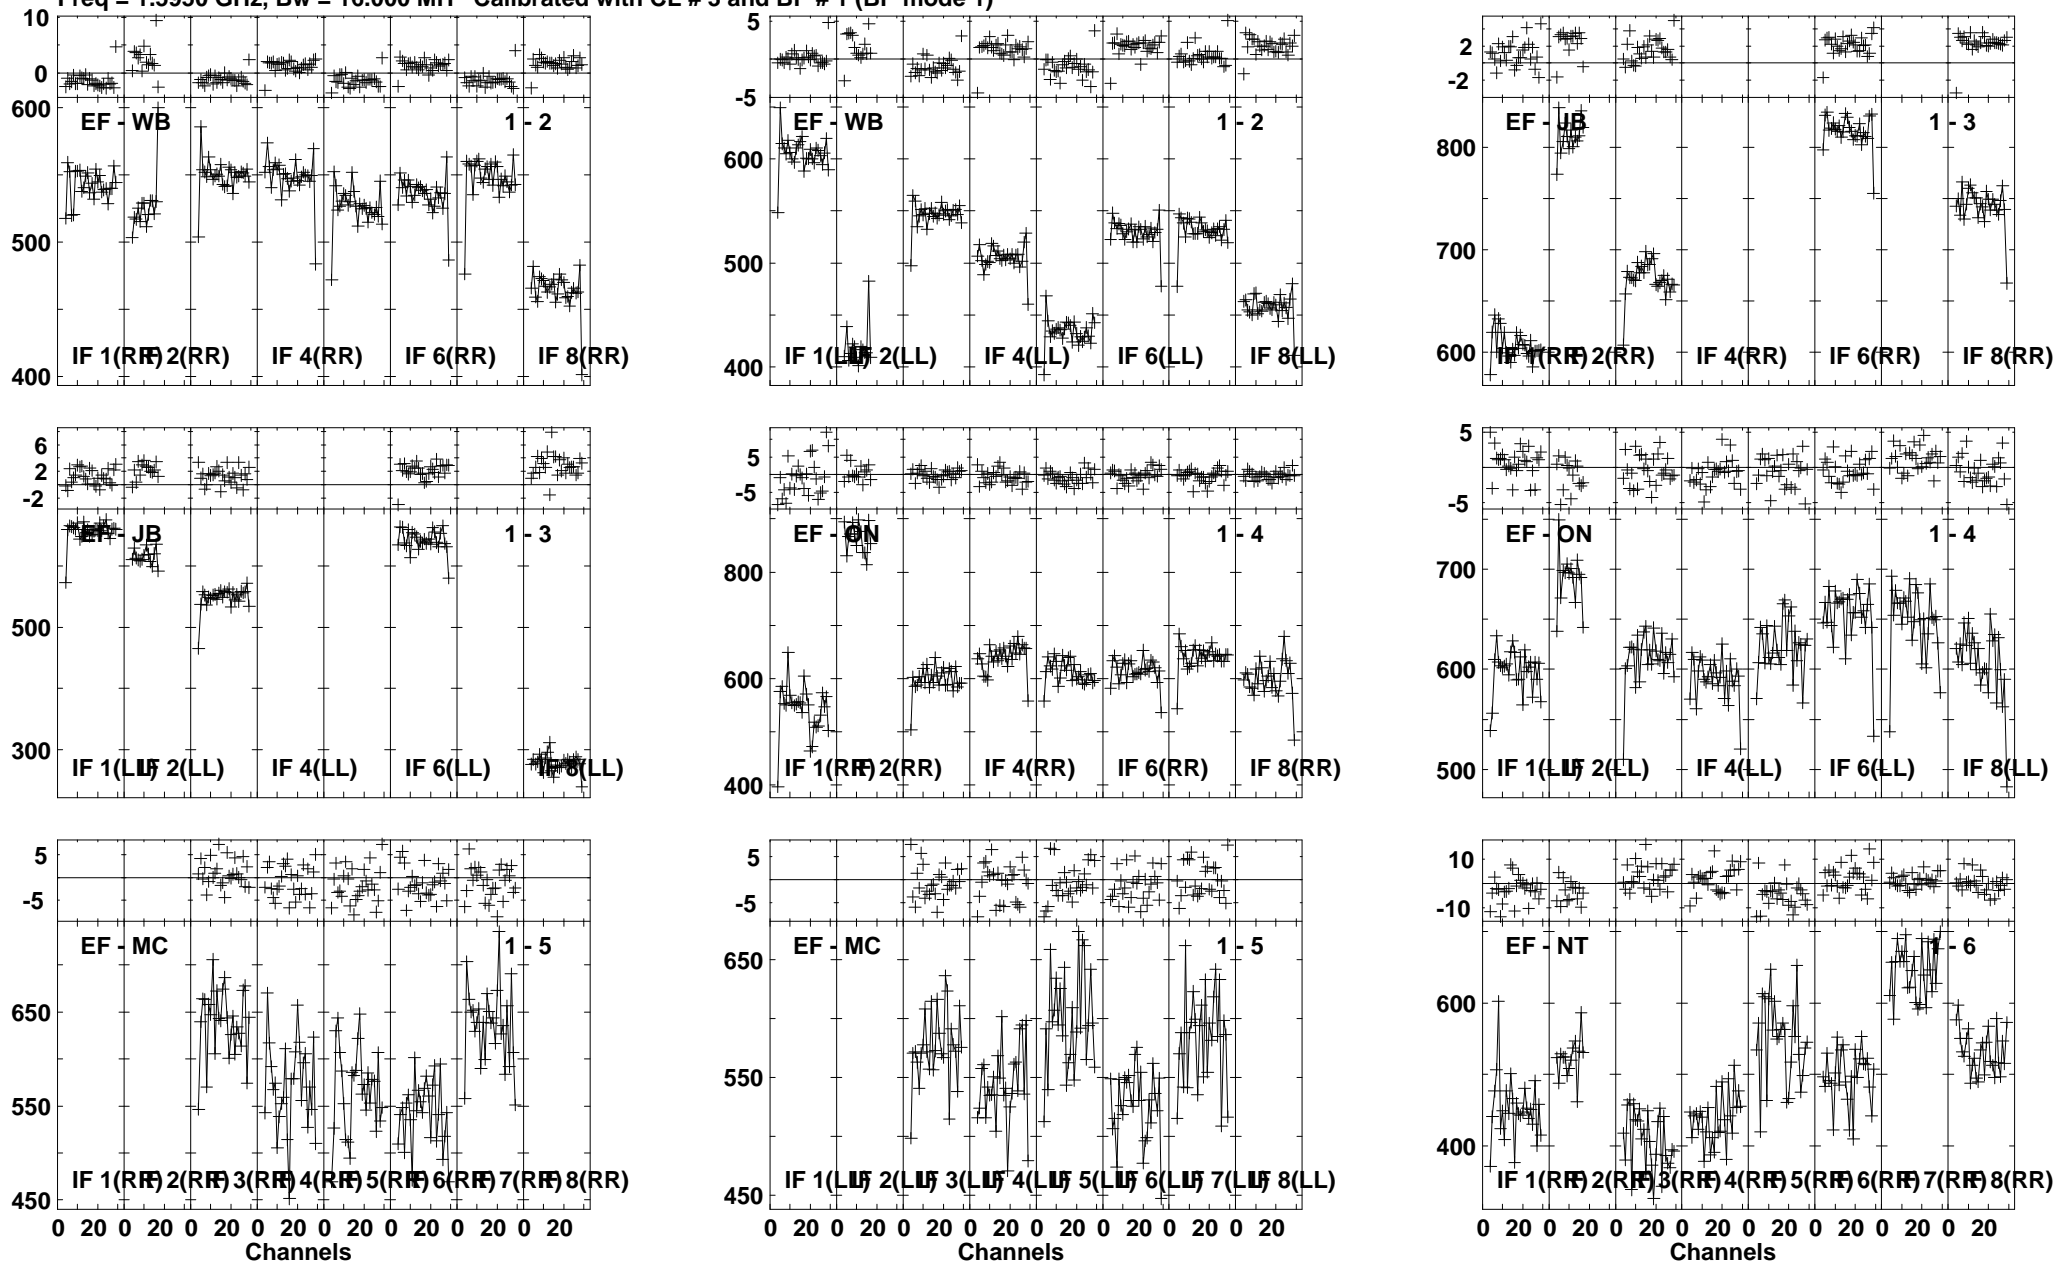 Freq = 1.5950 GHz, Bw = 16.000 MH Calibrated with CL # 3 and BP # 1 (BP mode 1)
10
0
5
-5
2
-2
600
500
400
EF - WB
1 - 2
IF 1(RR) IF 2(RR) IF 4(RR) IF 6(RR) IF 8(RR)
600
500
400
EF - WB
1 - 2
IF 1(LL) IF 2(LL) IF 4(LL) IF 6(LL) IF 8(LL)
800
700
600
EF - JB
1 - 3
IF 1(RR) IF 2(RR) IF 4(RR) IF 6(RR) IF 8(RR)
6
2
-2
500
300
EF - JB
1 - 3
IF 1(LL) IF 2(LL) IF 4(LL) IF 6(LL) IF 8(LL)
5
-5
800
600
400
EF - ON
1 - 4
IF 1(RR) IF 2(RR) IF 4(RR) IF 6(RR) IF 8(RR)
5
-5
700
600
500
EF - ON
1 - 4
IF 1(LL) IF 2(LL) IF 4(LL) IF 6(LL) IF 8(LL)
5
-5
650
550
450
EF - MC
1 - 5
IF 1(RR) IF 2(RR) IF 3(RR) IF 4(RR) IF 5(RR) IF 6(RR) IF 7(RR) IF 8(RR)
0 20 0 20 0 20 0 20 0 20 0 20 0 20 0 20
Channels
5
-5
650
550
450
EF - MC
1 - 5
IF 1(LL) IF 2(LL) IF 3(LL) IF 4(LL) IF 5(LL) IF 6(LL) IF 7(LL) IF 8(LL)
0 20 0 20 0 20 0 20 0 20 0 20 0 20 0 20
Channels
10
-10
600
400
EF - NT
1 - 6
IF 1(RR) IF 2(RR) IF 3(RR) IF 4(RR) IF 5(RR) IF 6(RR) IF 7(RR) IF 8(RR)
0 20 0 20 0 20 0 20 0 20 0 20 0 20 0 20
Channels